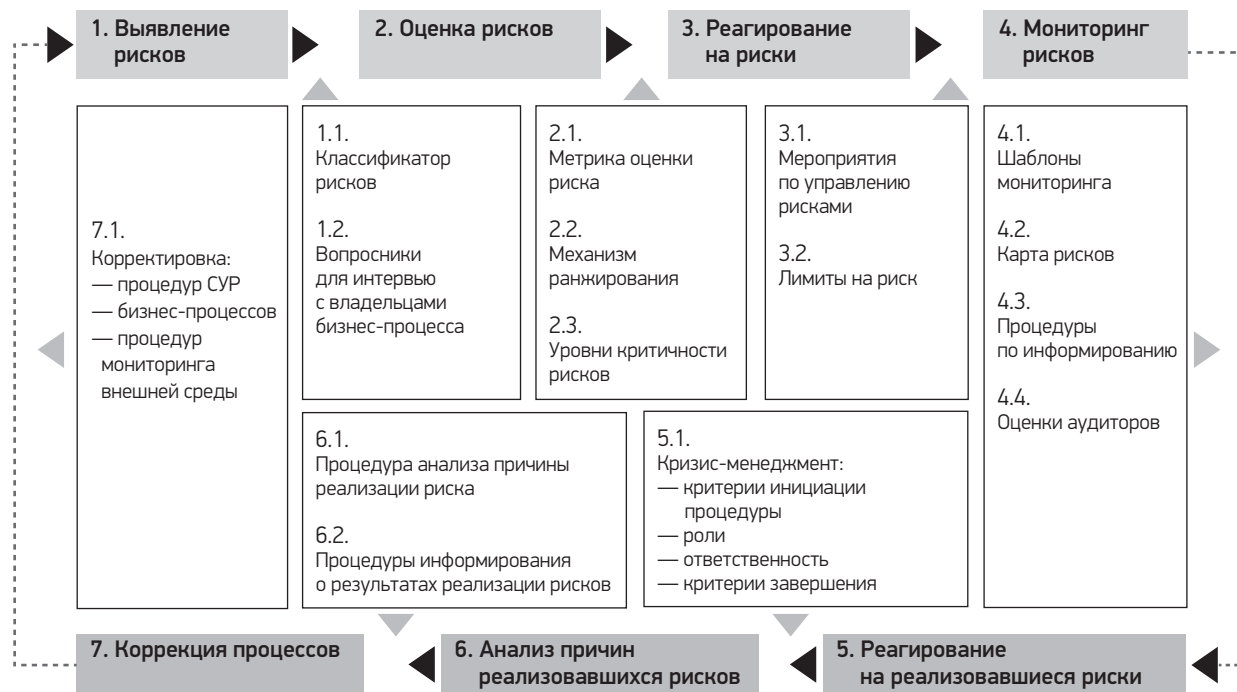 1. Выявление
рисков
2. Оценка рисков
3. Реагирование
на риски
4. Мониторинг
рисков
7.1.
Корректировка:
— процедур СУР
— бизнес-процессов
— процедур
мониторинга
внешней среды
1.1.
Классификатор
рисков
1.2.
Вопросники
для интервью
с владельцами
бизнес-процесса
2.1.
Метрика оценки
риска
2.2.
Механизм
ранжирования
2.3.
Уровни критичности
рисков
3.1.
Мероприятия
по управлению
рисками
3.2.
Лимиты на риск
4.1.
Шаблоны
мониторинга
4.2.
Карта рисков
4.3.
Процедуры
по информированию
4.4.
Оценки аудиторов
6.1.
Процедура анализа причины
реализации риска
6.2.
Процедуры информирования
о результатах реализации рисков
5.1.
Кризис-менеджмент:
— критерии инициации
процедуры
— роли
— ответственность
— критерии завершения
7. Коррекция процессов
6. Анализ причин
реализовавшихся рисков
5. Реагирование
на реализовавшиеся риски